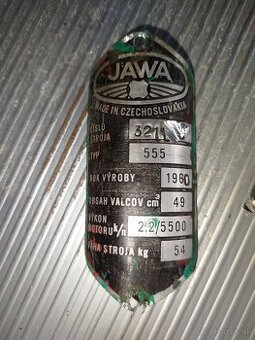 JAWA
MADE IN CZECHOSLOVAKIA
ČÍSLO STROJA
TYP 555
ROK VÝROBY 1960
OBSAH VALCOV cm³ 49
VÝKON
MOTORU k/n 2.2/5500
VÁHA STROJA kg 54